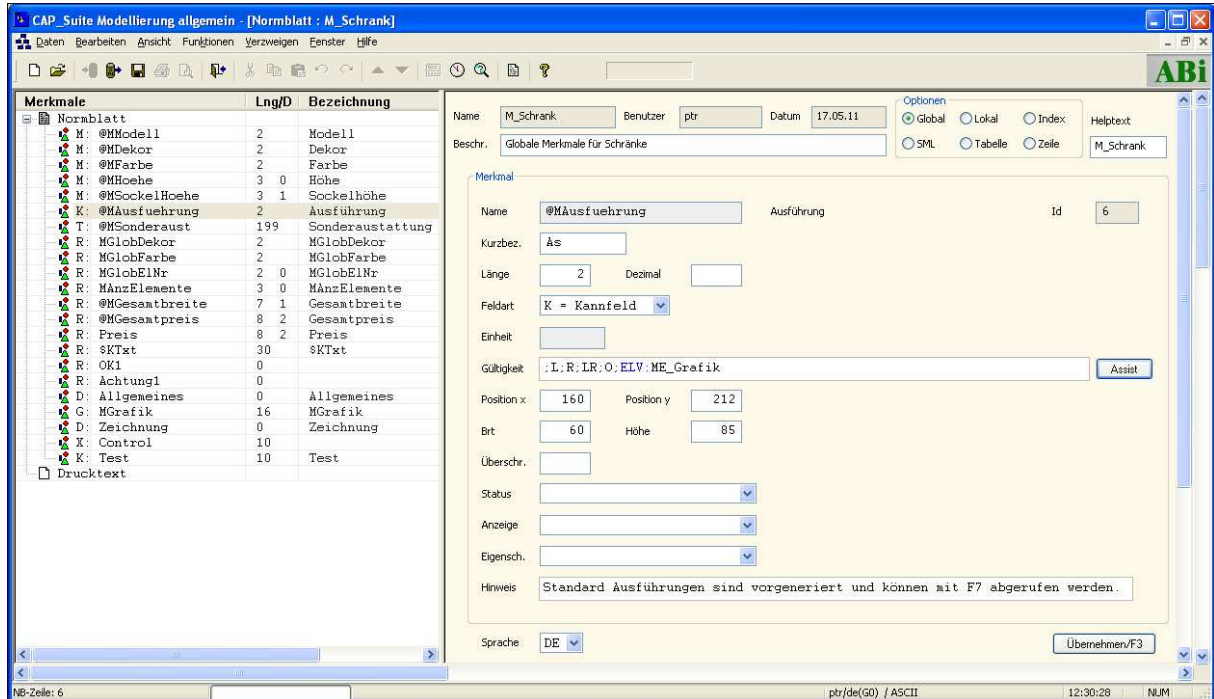 CAP_Suite Modellierung allgemein - [Normblatt : M_Schrank]
Daten Bearbeiten Ansicht Funktionen Verzweigen Fenster Hilfe
ABi
Merkmale Lng/D Bezeichnung
Normblatt
M: @MModell 2 Modell
M: @MDekor 2 Dekor
M: @MFarbe 2 Farbe
M: @MHoehe 3 0 Höhe
M: @MSockelHoehe 3 1 Sockelhöhe
K: @MAusfuehrung 2 Ausführung
T: @MSonderaust 199 Sonderaustattung
R: MGlobDekor 2 MGlobDekor
R: MGlobFarbe 2 MGlobFarbe
R: MGlobElNr 2 0 MGlobElNr
R: MAnzElemente 3 0 MAnzElemente
R: @MGesamtbreite 7 1 Gesamtbreite
R: @MGesamtpreis 8 2 Gesamtpreis
R: Preis 8 2 Preis
R: $KTxt 30 $KTxt
R: OK1 0
R: Achtung1 0
D: Allgemeines 0 Allgemeines
G: MGrafik 16 MGrafik
D: Zeichnung 0 Zeichnung
X: Control 10
K: Test 10 Test
Drucktext
Name M_Schrank Benutzer ptr Datum 17.05.11
Beschr. Globale Merkmale für Schränke
Optionen
Global Lokal Index
SML Tabelle Zeile
Helptext
M_Schrank
Merkmal
Name @MAusfuehrung Ausführung Id 6
Kurzbez. As
Länge 2 Dezimal
Feldart K = Kannfeld
Einheit
Gültigkeit ;L;R;LR;O;ELV:ME_Grafik Assist
Position x 160 Position y 212
Brt 60 Höhe 85
Überschr.
Status
Anzeige
Eigensch.
Hinweis Standard Ausführungen sind vorgeneriert und können mit F7 abgerufen werden.
Sprache DE Übernehmen/F3
NB-Zeile: 6 ptr/de(G0) / ASCII 12:30:28 NUM